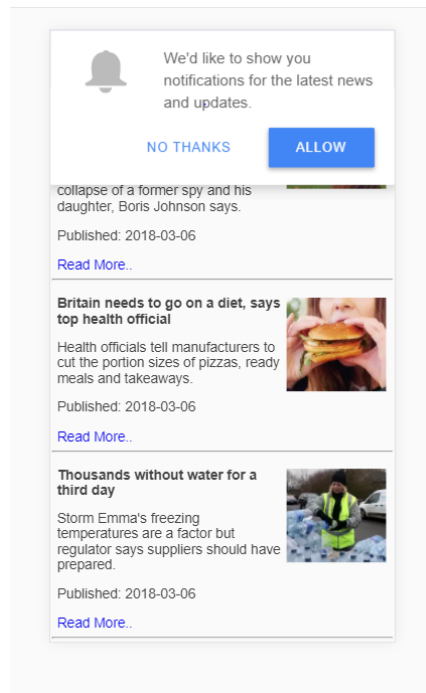 We'd like to show you
notifications for the latest news
and updates.
NO THANKS
ALLOW
collapse of a former spy and his
daughter, Boris Johnson says.
Published: 2018-03-06
Read More..
Britain needs to go on a diet, says
top health official
Health officials tell manufacturers to
cut the portion sizes of pizzas, ready
meals and takeaways.
Published: 2018-03-06
Read More..
Thousands without water for a
third day
Storm Emma's freezing
temperatures are a factor but
regulator says suppliers should have
prepared.
Published: 2018-03-06
Read More..